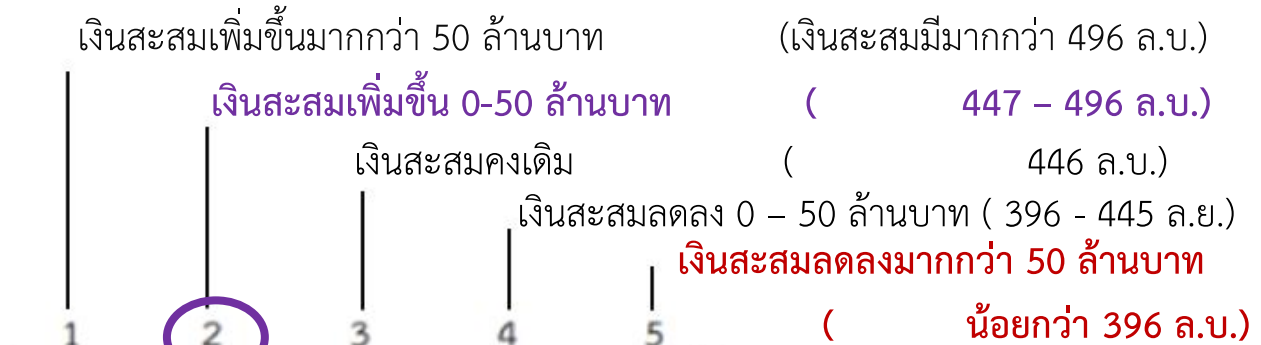 เงินสะสมเพิ่มขึ้นมากกว่า 50 ล้านบาท (เงินสะสมมีมากกว่า 496 ล.บ.)
เงินสะสมเพิ่มขึ้น 0-50 ล้านบาท ( 447 – 496 ล.บ.)
เงินสะสมคงเดิม ( 446 ล.บ.)
เงินสะสมลดลง 0 – 50 ล้านบาท ( 396 - 445 ล.ย.)
เงินสะสมลดลงมากกว่า 50 ล้านบาท
( น้อยกว่า 396 ล.บ.)
1 2 3 4 5